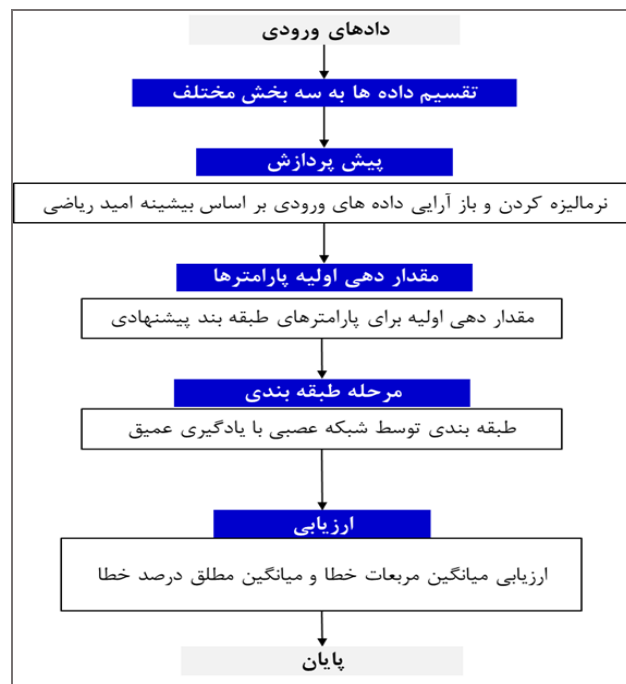 دادهای ورودی
تقسیم داده ها به سه بخش مختلف
پیش پردازش
نرمالیزه کردن و باز آرایی داده های ورودی بر اساس بیشینه امید ریاضی
مقدار دهی اولیه پارامترها
مقدار دهی اولیه برای پارامترهای طبقه بند پیشنهادی
مرحله طبقه بندی
طبقه بندی توسط شبکه عصبی با یادگیری عمیق
ارزیابی
ارزیابی میانگین مربعات خطا و میانگین مطلق درصد خطا
پایان